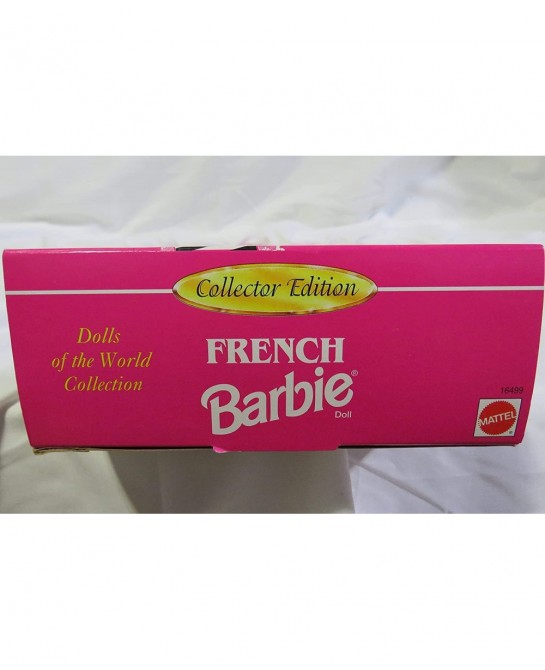 Collector Edition
Dolls
of the World
Collection
FRENCH
Barbie®
Doll
16499
MATTEL
®